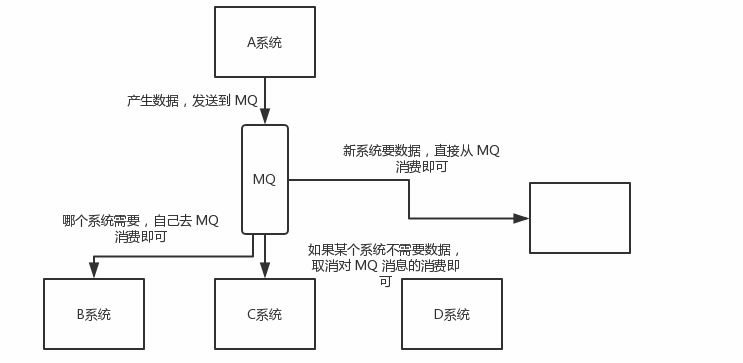 A系统
产生数据，发送到 MQ
MQ
新系统要数据，直接从 MQ
消费即可
哪个系统需要，自己去 MQ
消费即可
如果某个系统不需要数据，
取消对 MQ 消息的消费即
可
B系统
C系统
D系统